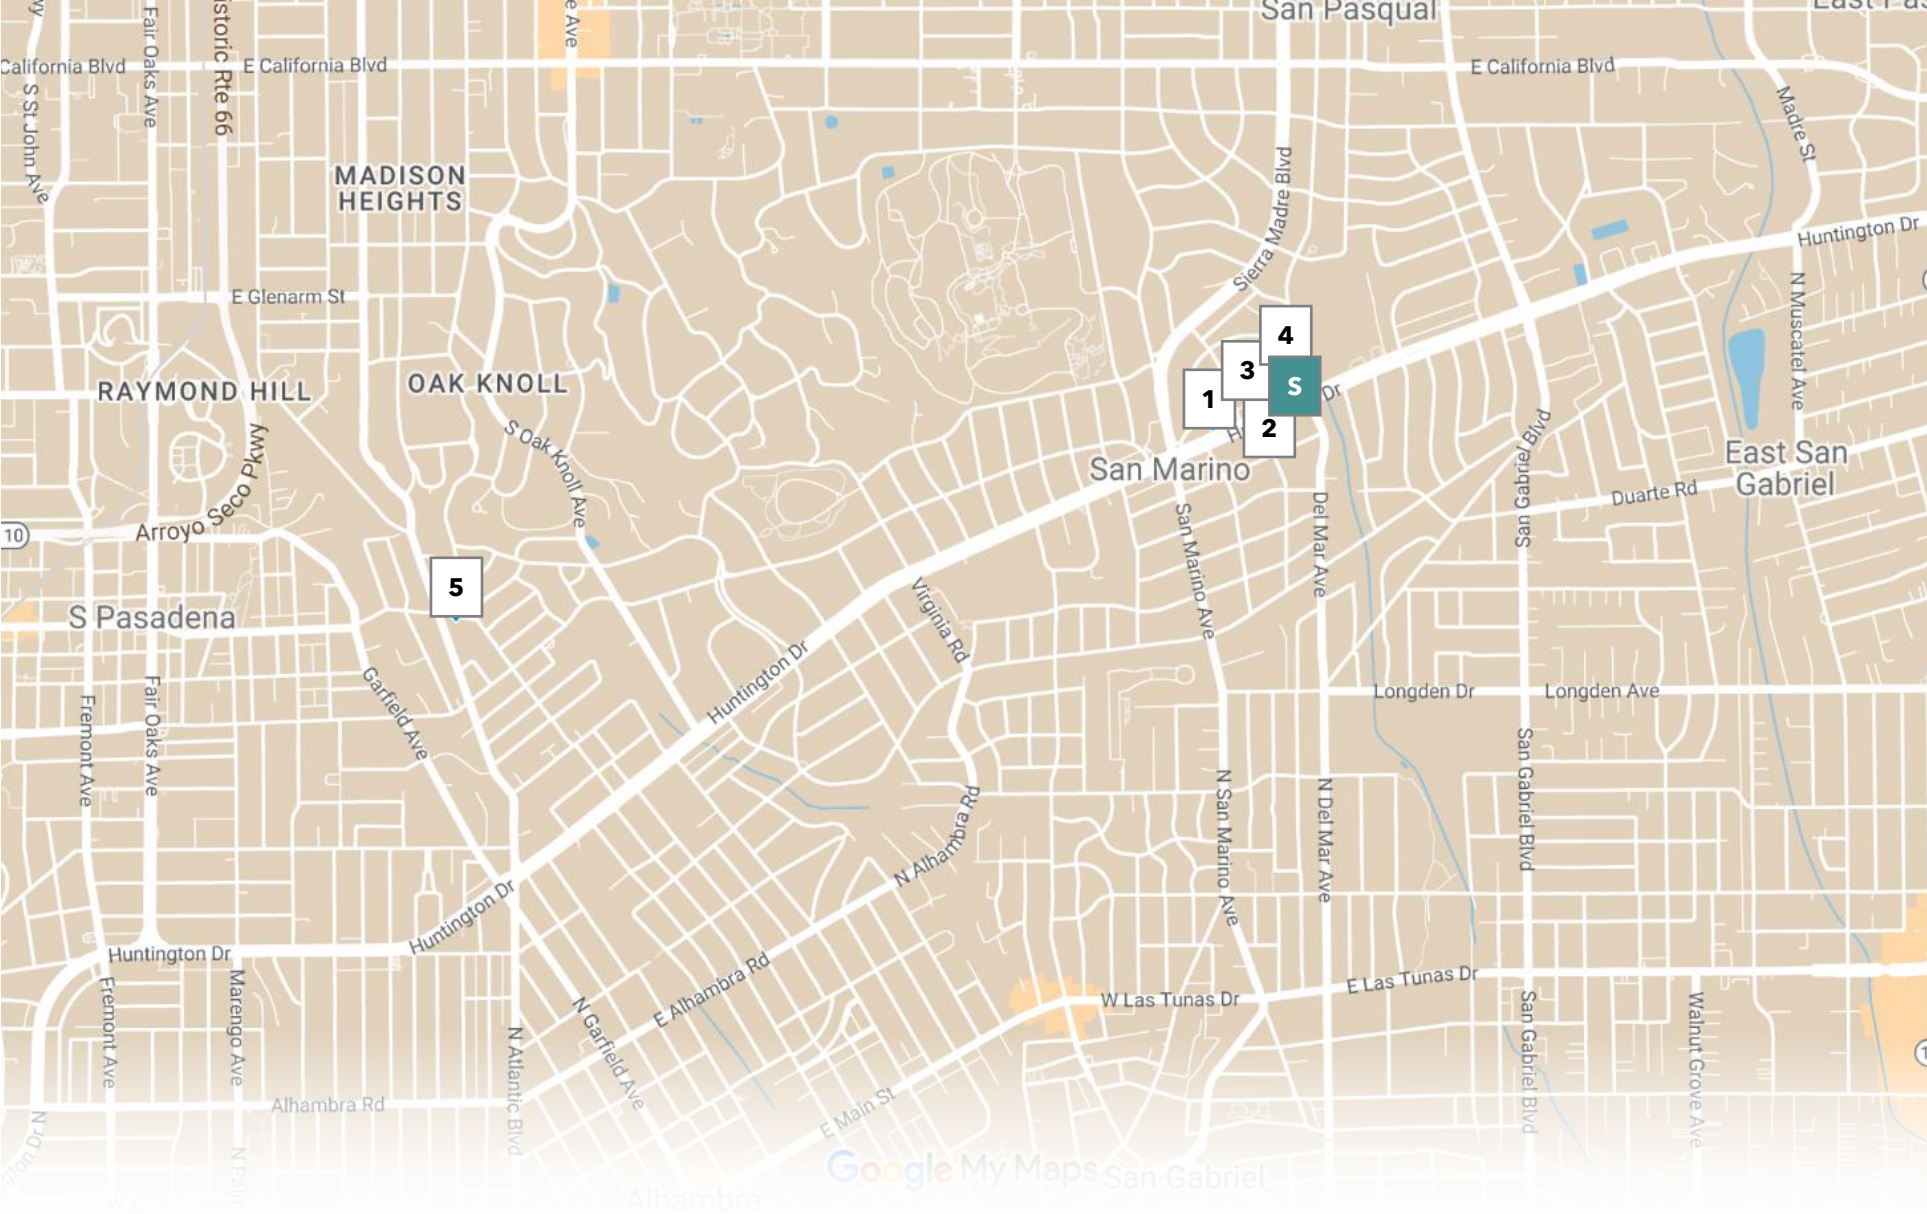 San Pasqual
California Blvd
Fair Oaks Ave
E California Blvd
E California Blvd
S St John Ave
Madre St
MADISON
HEIGHTS
Sierra Madre Blvd
Huntington Dr
E Glenarm St
N Muscatel Ave
4
3
S
1
2
Dr
RAYMOND HILL
OAK KNOLL
S Oak Knoll Ave
San Marino
San Gabriel Blvd
East San
Gabriel
Duarte Rd
Arroyo Seco Pkwy
10
Del Mar Ave
San Marino Ave
5
S Pasadena
Virginia Rd
Huntington Dr
Garfield Ave
Fremont Ave
Fair Oaks Ave
Longden Dr
Longden Ave
San Gabriel Blvd
N San Marino Ave
N Del Mar Ave
N Alhambra Rd
Huntington Dr
Huntington Dr
E Alhambra Rd
Fremont Ave
Marengo Ave
W Las Tunas Dr
E Las Tunas Dr
N Atlantic Blvd
N Garfield Ave
San Gabriel Blvd
Walnut Grove Ave
Alhambra Rd
E Main St
Google My Maps
San Gabriel
Alhambra